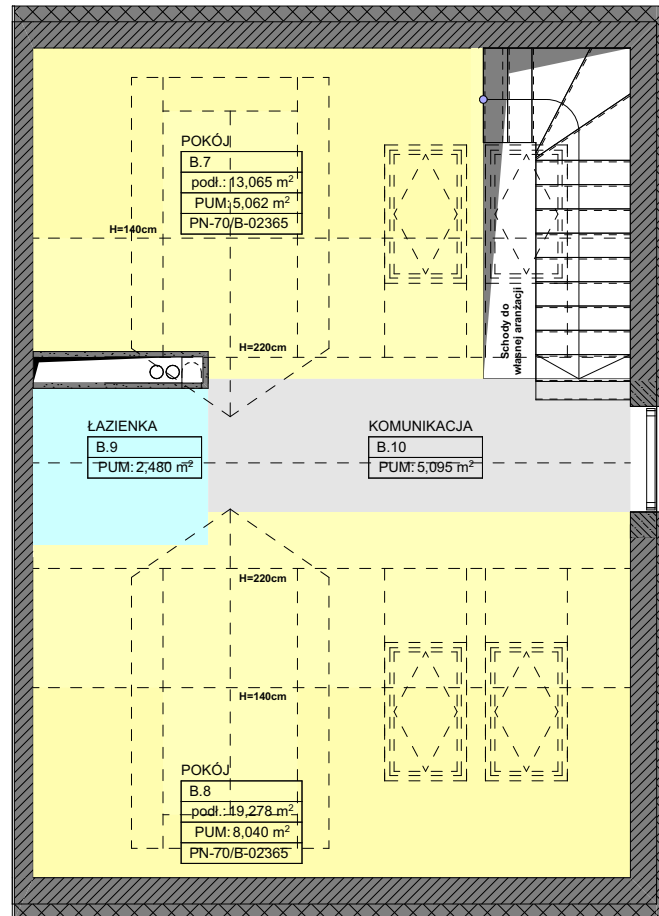 POKÓJ
B.7
podł.: 13,065 m²
PUM: 5,062 m²
PN-70/B-02365
H=140cm
Schody do
własnej aranżacji
H=220cm
ŁAZIENKA
B.9
PUM: 2,480 m²
KOMUNIKACJA
B.10
PUM: 5,095 m²
H=220cm
H=140cm
POKÓJ
B.8
podł.: 19,278 m²
PUM: 8,040 m²
PN-70/B-02365